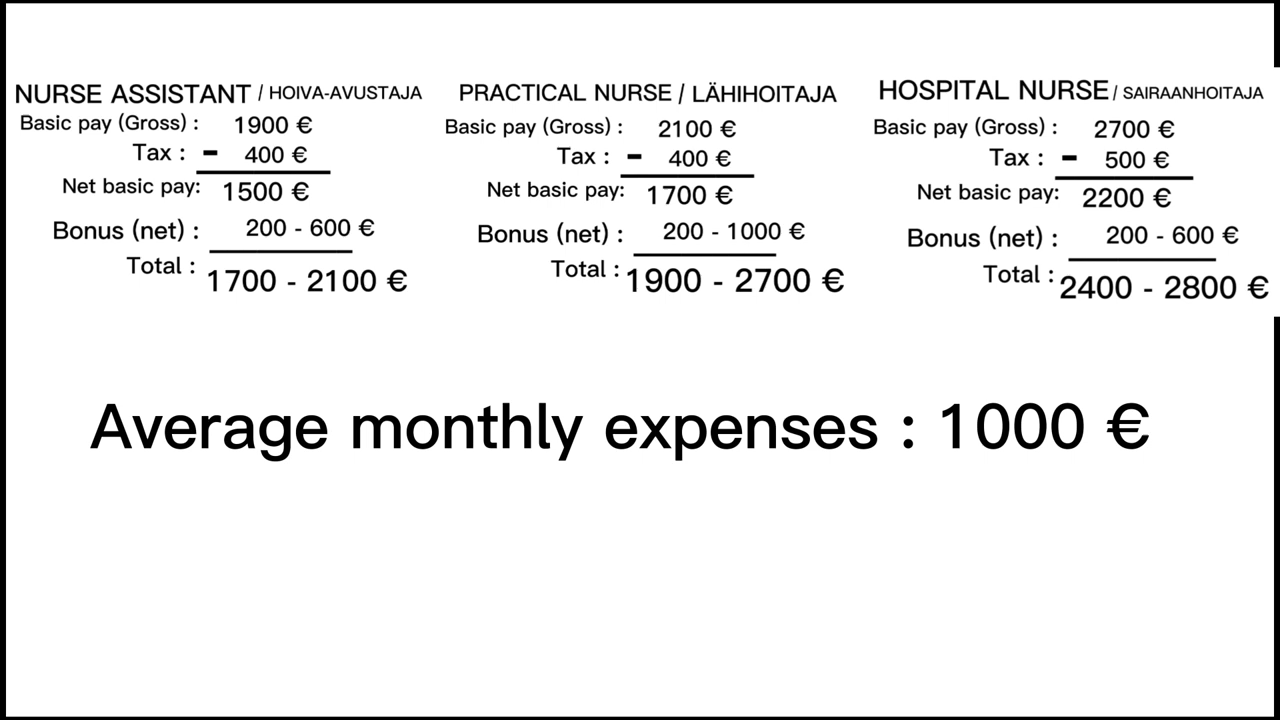 NURSE ASSISTANT / HOIVA-AVUSTAJA
Basic pay (Gross) : 1900 €
Tax : - 400 €
Net basic pay: 1500 €
Bonus (net) : 200 - 600 €
Total : 1700 - 2100 €
PRACTICAL NURSE / LÄHIHOITAJA
Basic pay (Gross) : 2100 €
Tax : - 400 €
Net basic pay: 1700 €
Bonus (net) : 200 - 1000 €
Total : 1900 - 2700 €
HOSPITAL NURSE / SAIRAANHOITAJA
Basic pay (Gross) : 2700 €
Tax : - 500 €
Net basic pay: 2200 €
Bonus (net) : 200 - 600 €
Total : 2400 - 2800 €
Average monthly expenses : 1000 €